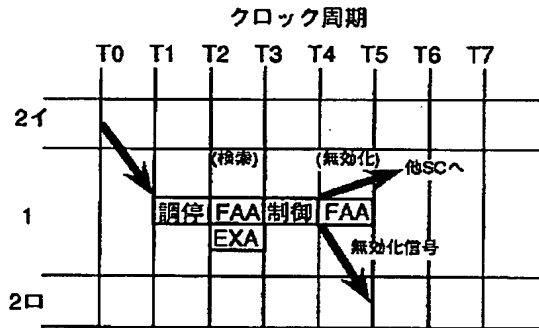 クロック周期
T0 T1 T2 T3 T4 T5 T6 T7
2イ
(検索) (無効化)
他SCへ
1 調停 FAA 制御 FAA
EXA
無効化信号
2ロ